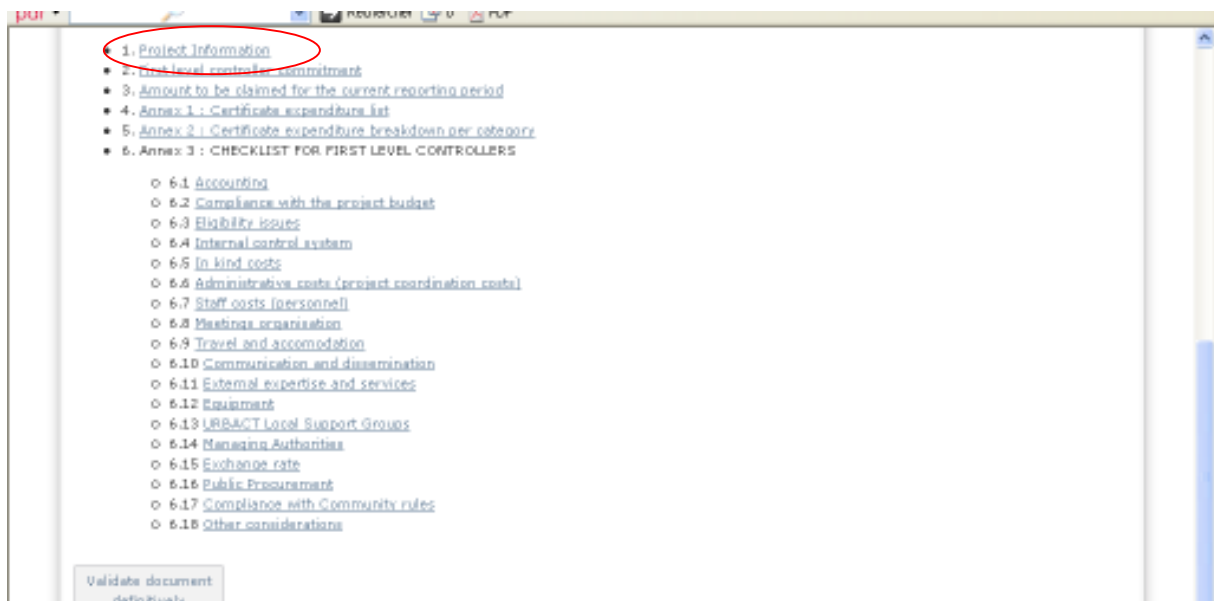 pdf
Rechercher
PDF
• 1. Project Information
• 2. First level controller commitment
• 3. Amount to be claimed for the current reporting period
• 4. Annex 1 : Certificate expenditure list
• 5. Annex 2 : Certificate expenditure breakdown per category
• 6. Annex 3 : CHECKLIST FOR FIRST LEVEL CONTROLLERS
o 6.1 Accounting
o 6.2 Compliance with the project budget
o 6.3 Eligibility issues
o 6.4 Internal control system
o 6.5 In kind costs
o 6.6 Administrative costs (project coordination costs)
o 6.7 Staff costs (personnel)
o 6.8 Meetings organisation
o 6.9 Travel and accomodation
o 6.10 Communication and dissemination
o 6.11 External expertise and services
o 6.12 Equipment
o 6.13 URBACT Local Support Groups
o 6.14 Managing Authorities
o 6.15 Exchange rate
o 6.16 Public Procurement
o 6.17 Compliance with Community rules
o 6.18 Other considerations
Validate document
definitively